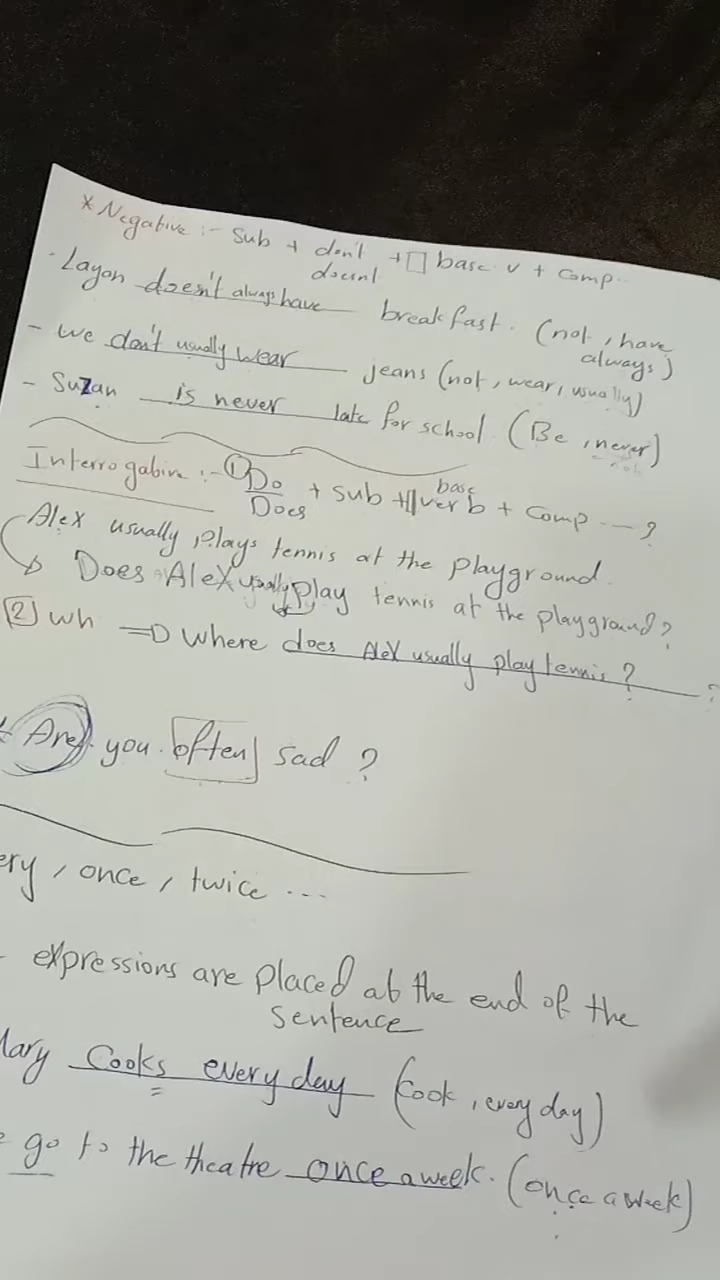 * Negative :- Sub + don't + □ base v + comp...
doesn't
. Layan doesn't always have breakfast. (not, have
always)
- we don't usually wear jeans (not, wear, usually)
- Suzan is never late for school. (Be, never)
Interrogative :- ① Do + sub + verb + comp ... ?
Does
base
Alex usually plays tennis at the playground.
Does Alex usually play tennis at the playground?
[2] wh => Where does Alex usually play tennis? ?
Are you often sad ?
ery, once, twice ...
- expressions are placed at the end of the
sentence
lary Cooks every day (Cook, every day)
e go to the theatre once a week. (once a week)